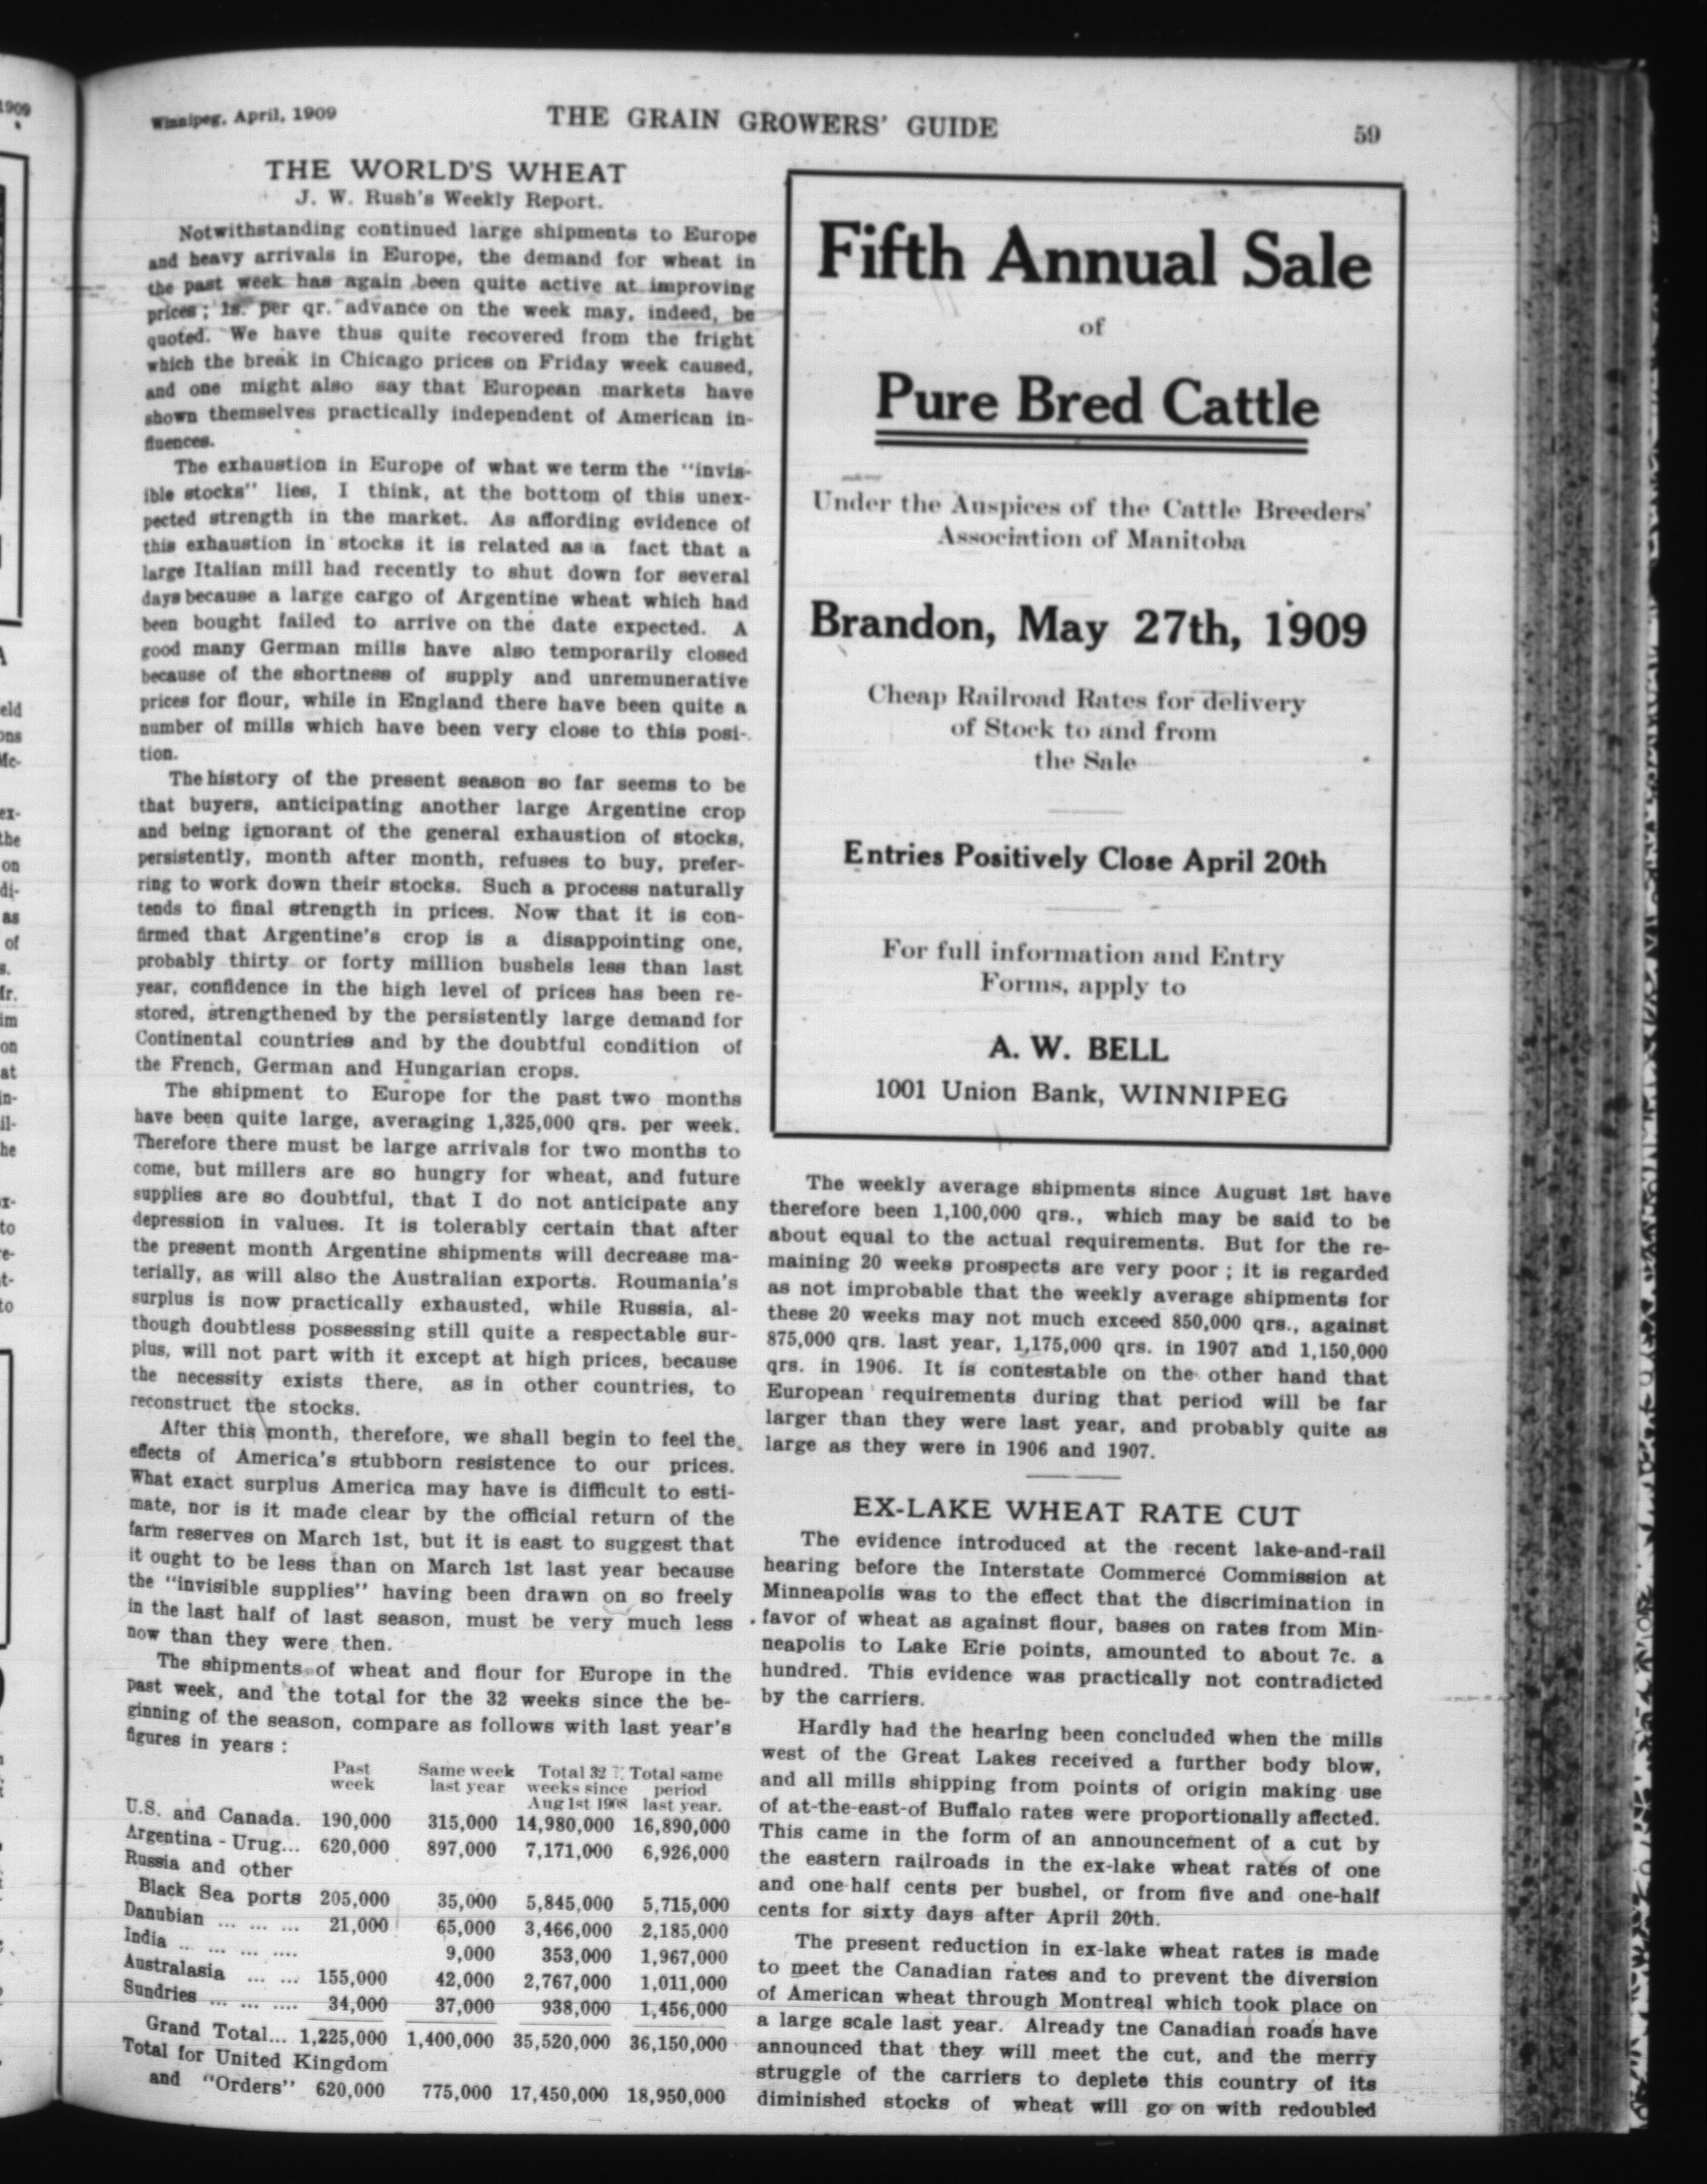 Winnipeg, April, 1909
THE GRAIN GROWERS' GUIDE
59
THE WORLD'S WHEAT
J. W. Rush's Weekly Report.
Notwithstanding continued large shipments to Europe
and heavy arrivals in Europe, the demand for wheat in
the past week has again been quite active at improving
prices; 1s. per qr. advance on the week may, indeed, be
quoted. We have thus quite recovered from the fright
which the break in Chicago prices on Friday week caused,
and one might also say that European markets have
shown themselves practically independent of American in-
fluences.
The exhaustion in Europe of what we term the "invis-
ible stocks" lies, I think, at the bottom of this unex-
pected strength in the market. As affording evidence of
this exhaustion in stocks it is related as a fact that a
large Italian mill had recently to shut down for several
days because a large cargo of Argentine wheat which had
been bought failed to arrive on the date expected. A
good many German mills have also temporarily closed
because of the shortness of supply and unremunerative
prices for flour, while in England there have been quite a
number of mills which have been very close to this posi-
tion.
The history of the present season so far seems to be
that buyers, anticipating another large Argentine crop
and being ignorant of the general exhaustion of stocks,
persistently, month after month, refuses to buy, prefer-
ring to work down their stocks. Such a process naturally
tends to final strength in prices. Now that it is con-
firmed that Argentine's crop is a disappointing one,
probably thirty or forty million bushels less than last
year, confidence in the high level of prices has been re-
stored, strengthened by the persistently large demand for
Continental countries and by the doubtful condition of
the French, German and Hungarian crops.
The shipment to Europe for the past two months
have been quite large, averaging 1,325,000 qrs. per week.
Therefore there must be large arrivals for two months to
come, but millers are so hungry for wheat, and future
supplies are so doubtful, that I do not anticipate any
depression in values. It is tolerably certain that after
the present month Argentine shipments will decrease ma-
terially, as will also the Australian exports. Roumania's
surplus is now practically exhausted, while Russia, al-
though doubtless possessing still quite a respectable sur-
plus, will not part with it except at high prices, because
the necessity exists there, as in other countries, to
reconstruct the stocks.
After this month, therefore, we shall begin to feel the
effects of America's stubborn resistence to our prices.
What exact surplus America may have is difficult to esti-
mate, nor is it made clear by the official return of the
farm reserves on March 1st, but it is east to suggest that
it ought to be less than on March 1st last year because
the "invisible supplies" having been drawn on so freely
in the last half of last season, must be very much less
now than they were then.
The shipments of wheat and flour for Europe in the
past week, and the total for the 32 weeks since the be-
ginning of the season, compare as follows with last year's
figures in years :
Past Same week Total 32 Total same
week last year weeks since period
Aug 1st 1908 last year.
U.S. and Canada. 190,000 315,000 14,980,000 16,890,000
Argentina - Urug... 620,000 897,000 7,171,000 6,926,000
Russia and other
Black Sea ports 205,000 35,000 5,845,000 5,715,000
Danubian ... ... ... 21,000 65,000 3,466,000 2,185,000
India ... ... ... .... 9,000 353,000 1,967,000
Australasia ... ... 155,000 42,000 2,767,000 1,011,000
Sundries ... ... .... 34,000 37,000 938,000 1,456,000
Grand Total... 1,225,000 1,400,000 35,520,000 36,150,000
Total for United Kingdom
and "Orders" 620,000 775,000 17,450,000 18,950,000
Fifth Annual Sale
of
Pure Bred Cattle
Under the Auspices of the Cattle Breeders'
Association of Manitoba
Brandon, May 27th, 1909
Cheap Railroad Rates for delivery
of Stock to and from
the Sale
Entries Positively Close April 20th
For full information and Entry
Forms, apply to
A. W. BELL
1001 Union Bank, WINNIPEG
The weekly average shipments since August 1st have
therefore been 1,100,000 qrs., which may be said to be
about equal to the actual requirements. But for the re-
maining 20 weeks prospects are very poor ; it is regarded
as not improbable that the weekly average shipments for
these 20 weeks may not much exceed 850,000 qrs., against
875,000 qrs. last year, 1,175,000 qrs. in 1907 and 1,150,000
qrs. in 1906. It is contestable on the other hand that
European requirements during that period will be far
larger than they were last year, and probably quite as
large as they were in 1906 and 1907.
EX-LAKE WHEAT RATE CUT
The evidence introduced at the recent lake-and-rail
hearing before the Interstate Commerce Commission at
Minneapolis was to the effect that the discrimination in
favor of wheat as against flour, bases on rates from Min-
neapolis to Lake Erie points, amounted to about 7c. a
hundred. This evidence was practically not contradicted
by the carriers.
Hardly had the hearing been concluded when the mills
west of the Great Lakes received a further body blow,
and all mills shipping from points of origin making use
of at-the-east-of Buffalo rates were proportionally affected.
This came in the form of an announcement of a cut by
the eastern railroads in the ex-lake wheat rates of one
and one-half cents per bushel, or from five and one-half
cents for sixty days after April 20th.
The present reduction in ex-lake wheat rates is made
to meet the Canadian rates and to prevent the diversion
of American wheat through Montreal which took place on
a large scale last year. Already tne Canadian roads have
announced that they will meet the cut, and the merry
struggle of the carriers to deplete this country of its
diminished stocks of wheat will go on with redoubled